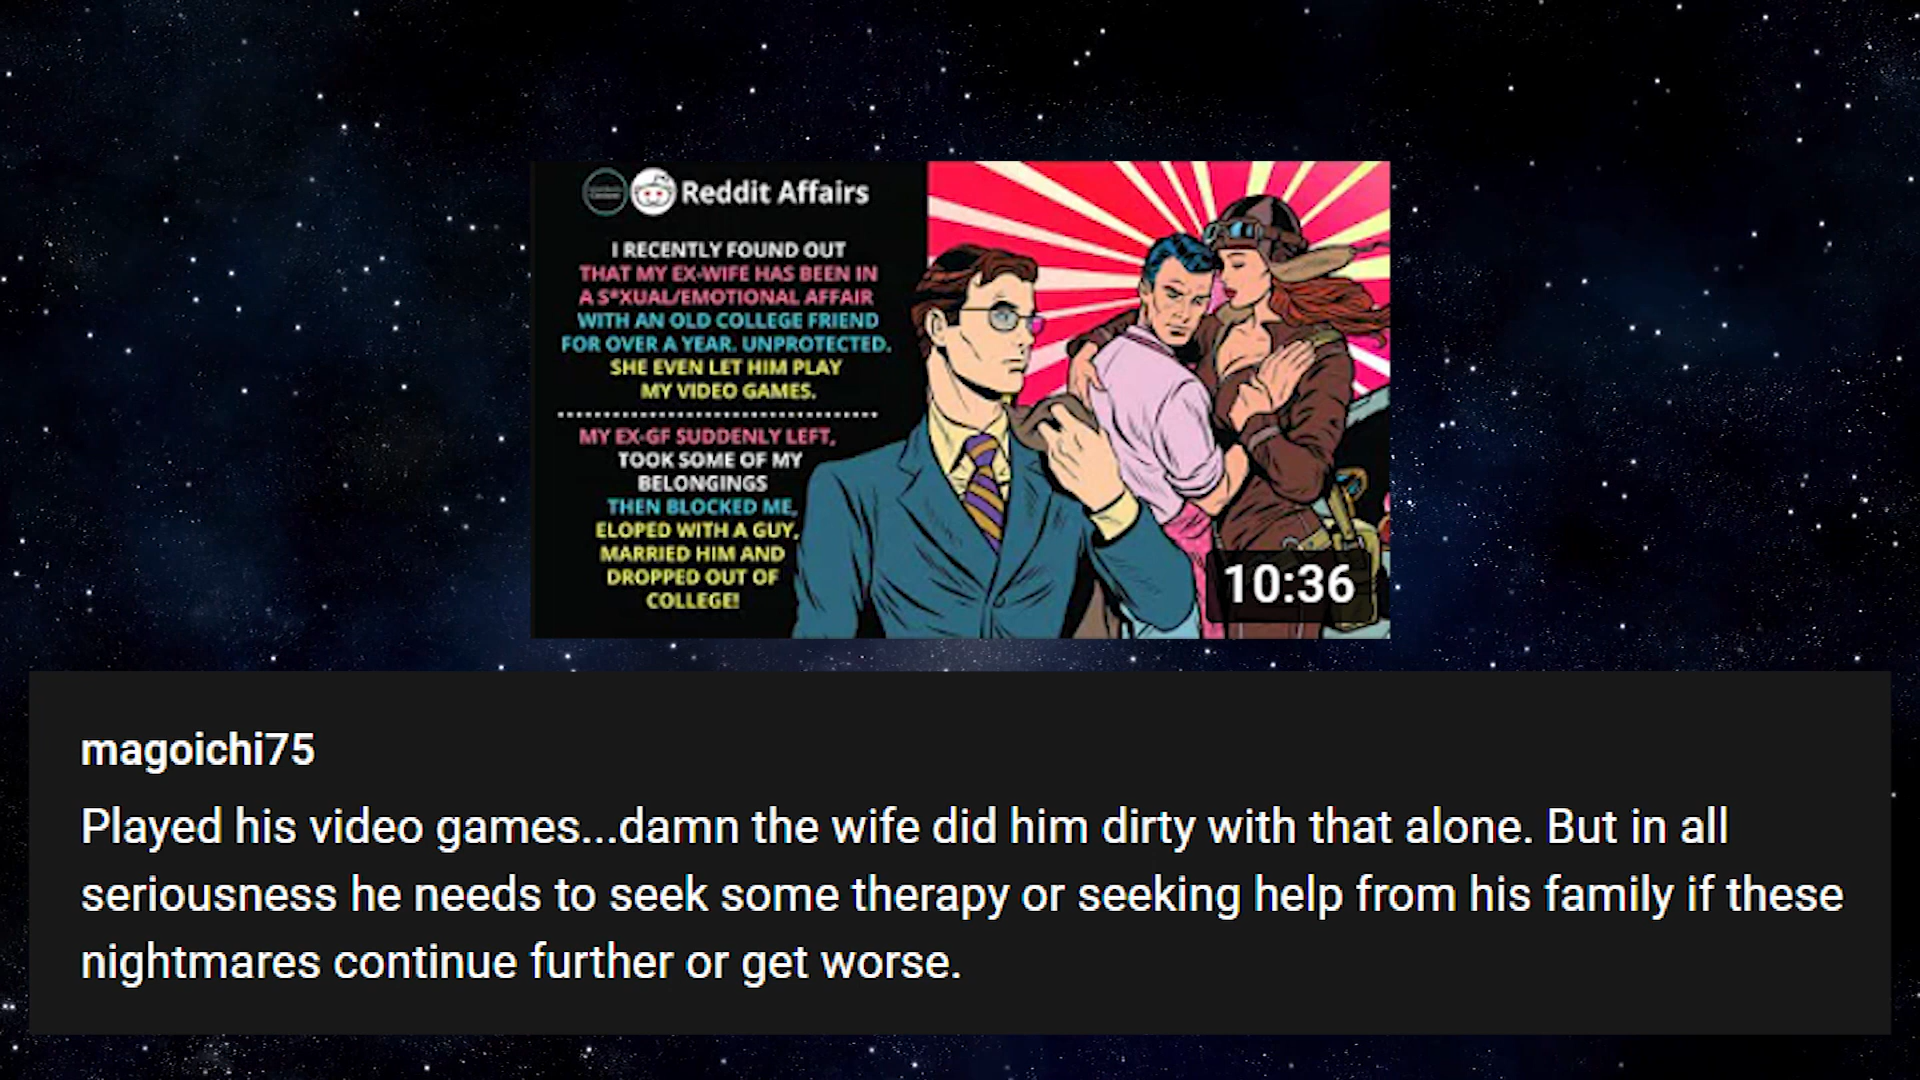 Reddit Affairs
I RECENTLY FOUND OUT
THAT MY EX-WIFE HAS BEEN IN
A S*XUAL/EMOTIONAL AFFAIR
WITH AN OLD COLLEGE FRIEND
FOR OVER A YEAR. UNPROTECTED.
SHE EVEN LET HIM PLAY
MY VIDEO GAMES.
MY EX-GF SUDDENLY LEFT,
TOOK SOME OF MY
BELONGINGS
THEN BLOCKED ME,
ELOPED WITH A GUY,
MARRIED HIM AND
DROPPED OUT OF
COLLEGE!
10:36
magoichi75
Played his video games...damn the wife did him dirty with that alone. But in all
seriousness he needs to seek some therapy or seeking help from his family if these
nightmares continue further or get worse.